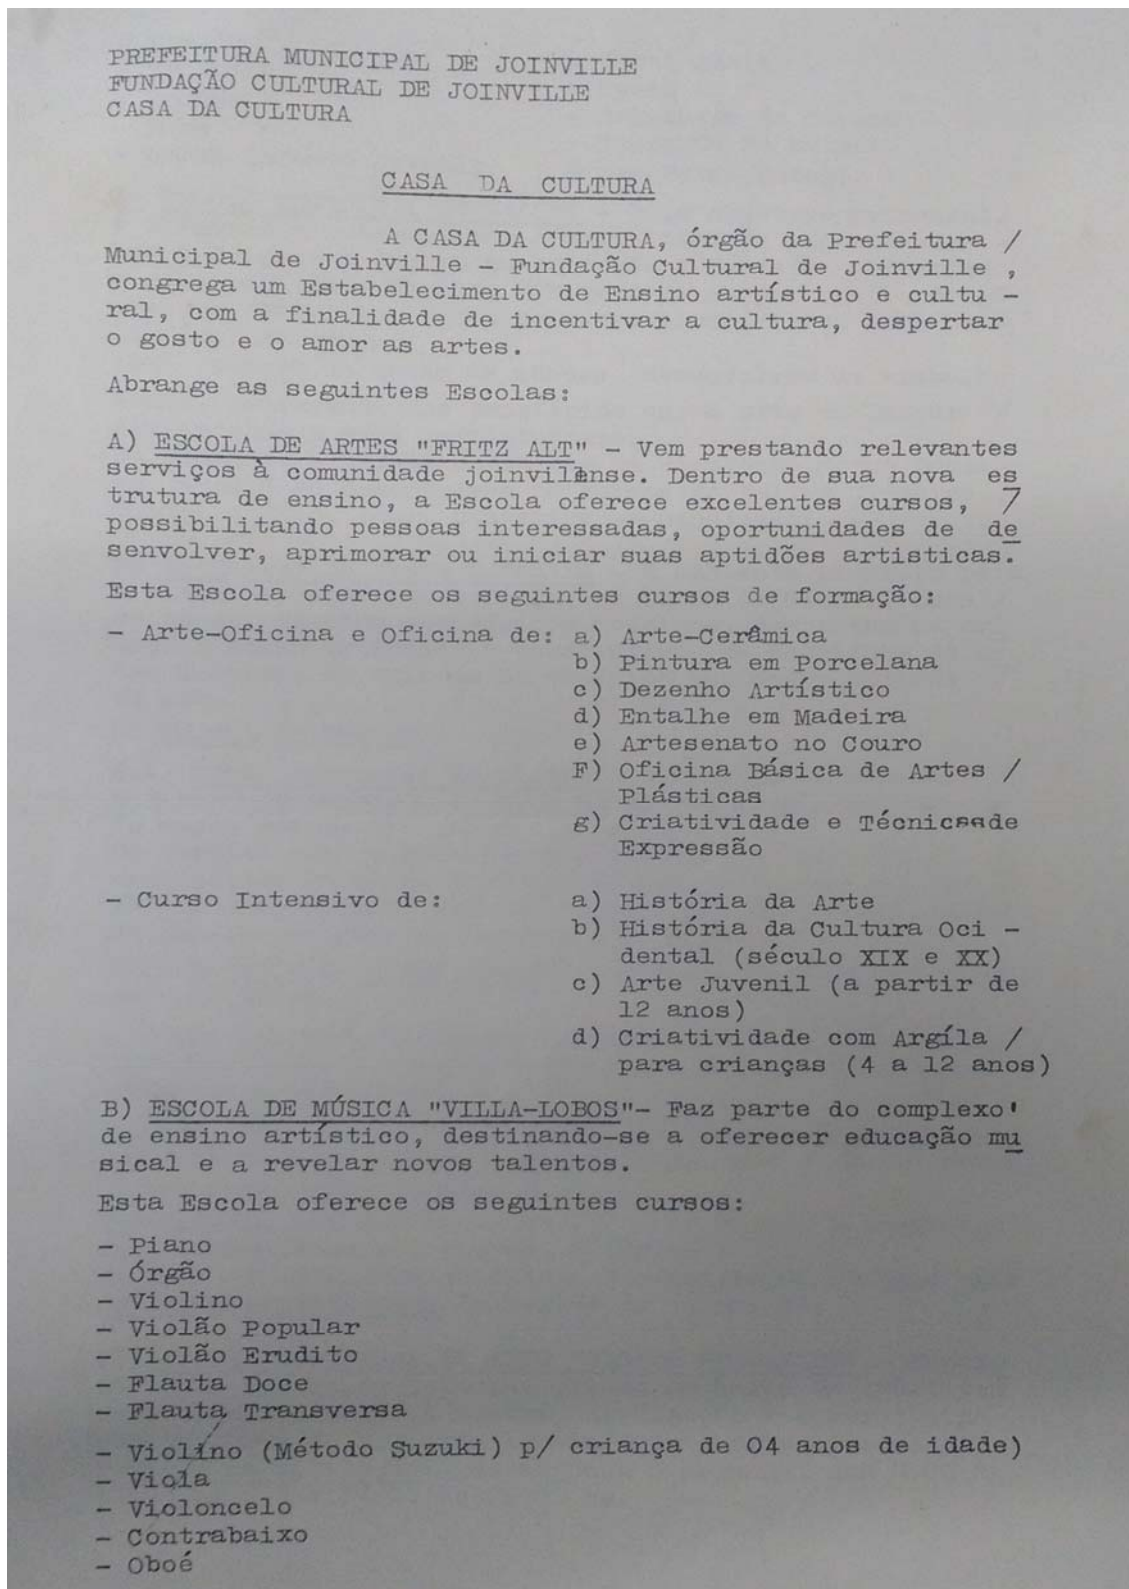 PREFEITURA MUNICIPAL DE JOINVILLE
FUNDAÇÃO CULTURAL DE JOINVILLE
CASA DA CULTURA
CASA DA CULTURA
A CASA DA CULTURA, órgão da Prefeitura /
Municipal de Joinville - Fundação Cultural de Joinville ,
congrega um Estabelecimento de Ensino artístico e cultu -
ral, com a finalidade de incentivar a cultura, despertar
o gosto e o amor as artes.
Abrange as seguintes Escolas:
A) ESCOLA DE ARTES "FRITZ ALT" - Vem prestando relevantes
serviços à comunidade joinvilense. Dentro de sua nova es
trutura de ensino, a Escola oferece excelentes cursos, /
possibilitando pessoas interessadas, oportunidades de de
senvolver, aprimorar ou iniciar suas aptidões artisticas.
Esta Escola oferece os seguintes cursos de formação:
- Arte-Oficina e Oficina de: a) Arte-Cerâmica
b) Pintura em Porcelana
c) Dezenho Artístico
d) Entalhe em Madeira
e) Artesenato no Couro
F) Oficina Básica de Artes /
Plásticas
g) Criatividade e Técnicas de
Expressão
- Curso Intensivo de: a) História da Arte
b) História da Cultura Oci -
dental (século XIX e XX)
c) Arte Juvenil (a partir de
12 anos)
d) Criatividade com Argíla /
para crianças (4 a 12 anos)
B) ESCOLA DE MÚSICA "VILLA-LOBOS"- Faz parte do complexo'
de ensino artístico, destinando-se a oferecer educação mu
sical e a revelar novos talentos.
Esta Escola oferece os seguintes cursos:
- Piano
- Órgão
- Violino
- Violão Popular
- Violão Erudito
- Flauta Doce
- Flauta Transversa
- Violino (Método Suzuki) p/ criança de 04 anos de idade)
- Viola
- Violoncelo
- Contrabaixo
- Oboé